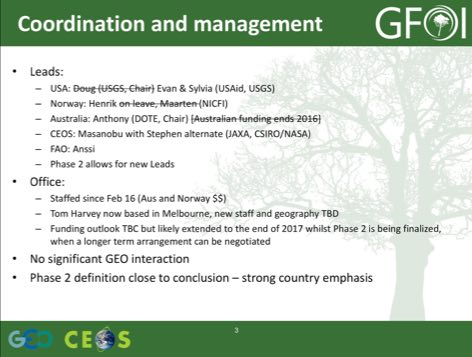 Coordination and management
GFOI
• Leads:
– USA: Doug (USGS, Chair) Evan & Sylvia (USAid, USGS)
– Norway: Henrik on leave, Maarten (NICFI)
– Australia: Anthony (DOTE, Chair) [Australian funding ends 2016]
– CEOS: Masanobu with Stephen alternate (JAXA, CSIRO/NASA)
– FAO: Anssi
– Phase 2 allows for new Leads
• Office:
– Staffed since Feb 16 (Aus and Norway $$)
– Tom Harvey now based in Melbourne, new staff and geography TBD
– Funding outlook TBC but likely extended to the end of 2017 whilst Phase 2 is being finalized,
when a longer term arrangement can be negotiated
• No significant GEO interaction
• Phase 2 definition close to conclusion – strong country emphasis
3
GEO CEOS